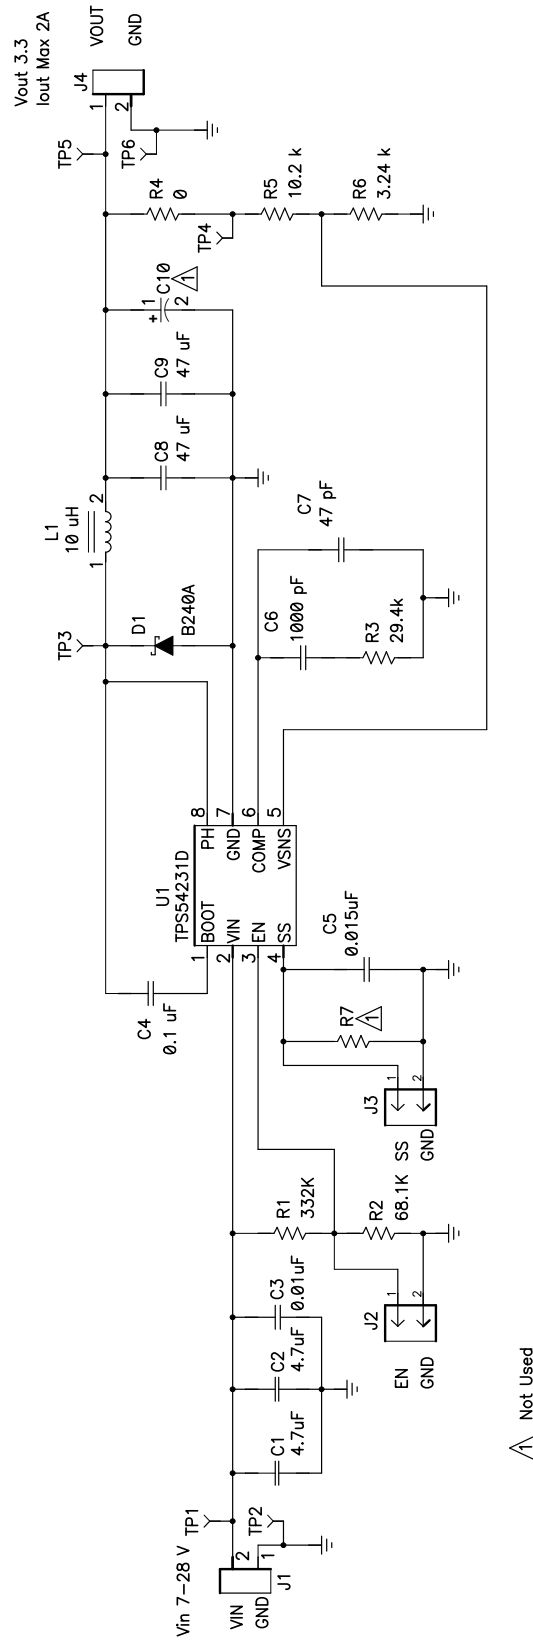 Vin 7-28 V
VIN
GND
2
1
J1
TP1
TP2
C1
4.7uF
C2
4.7uF
C3
0.01uF
R1
332K
R2
68.1K
J2
1
2
EN
GND
J3
1
2
SS
GND
R7
1
C5
0.015uF
C4
0.1 uF
U1
TPS54231D
1
BOOT
2
VIN
3
EN
4
SS
8
PH
7
GND
6
COMP
5
VSNS
C6
1000 pF
R3
29.4k
C7
47 pF
TP3
D1
B240A
L1
10 uH
1
2
C8
47 uF
C9
47 uF
C10
+
1
2
1
R4
0
TP4
R5
10.2 k
R6
3.24 k
TP5
TP6
J4
1
2
VOUT
GND
Vout 3.3
Iout Max 2A
1 Not Used